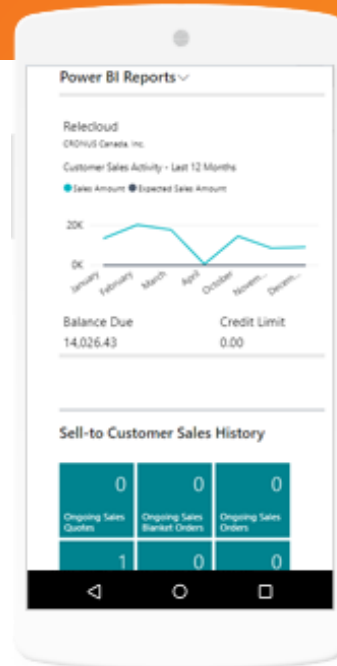 Power BI Reports
Relecloud
CRONUS Canada, Inc.
Customer Sales Activity - Last 12 Months
Sales Amount Expected Sales Amount
20K
0K
January February March April October Novem... Decem...
Balance Due Credit Limit
14,026.43 0.00
Sell-to Customer Sales History
0 0 0
Ongoing Sales Quotes Ongoing Sales Blanket Orders Ongoing Sales Orders
1 0 0